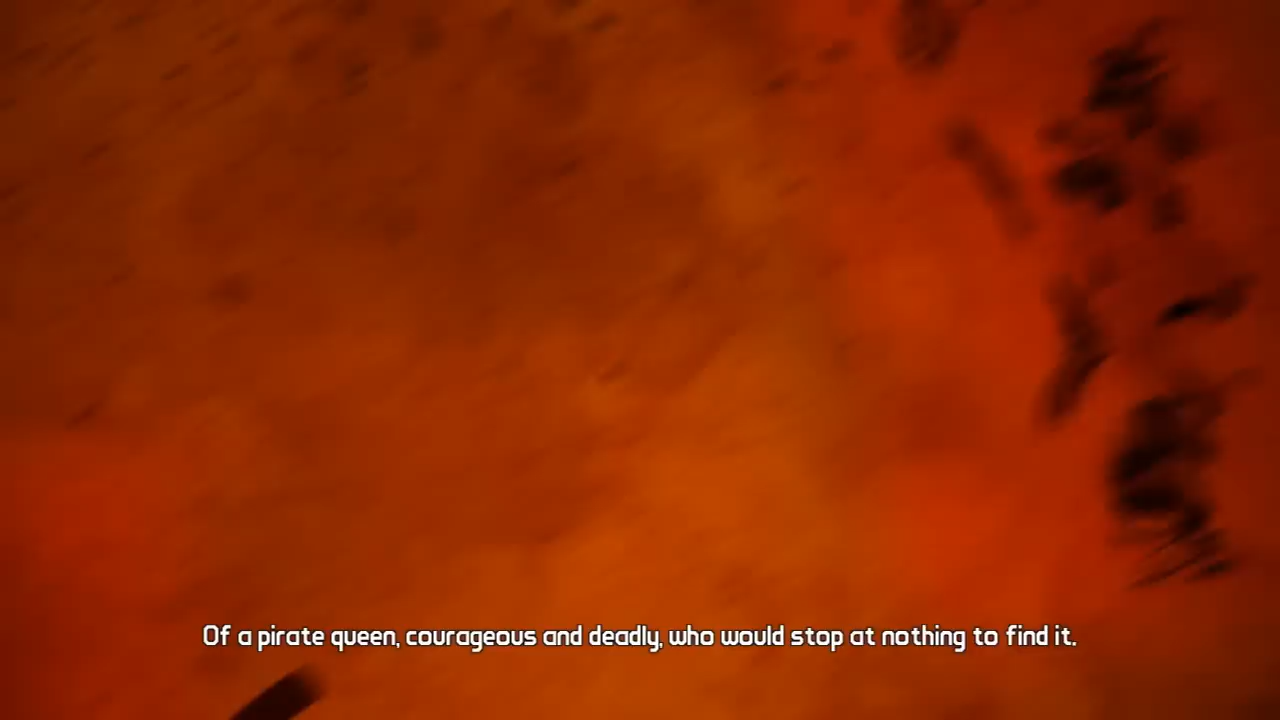 Of a pirate queen, courageous and deadly, who would stop at nothing to find it.